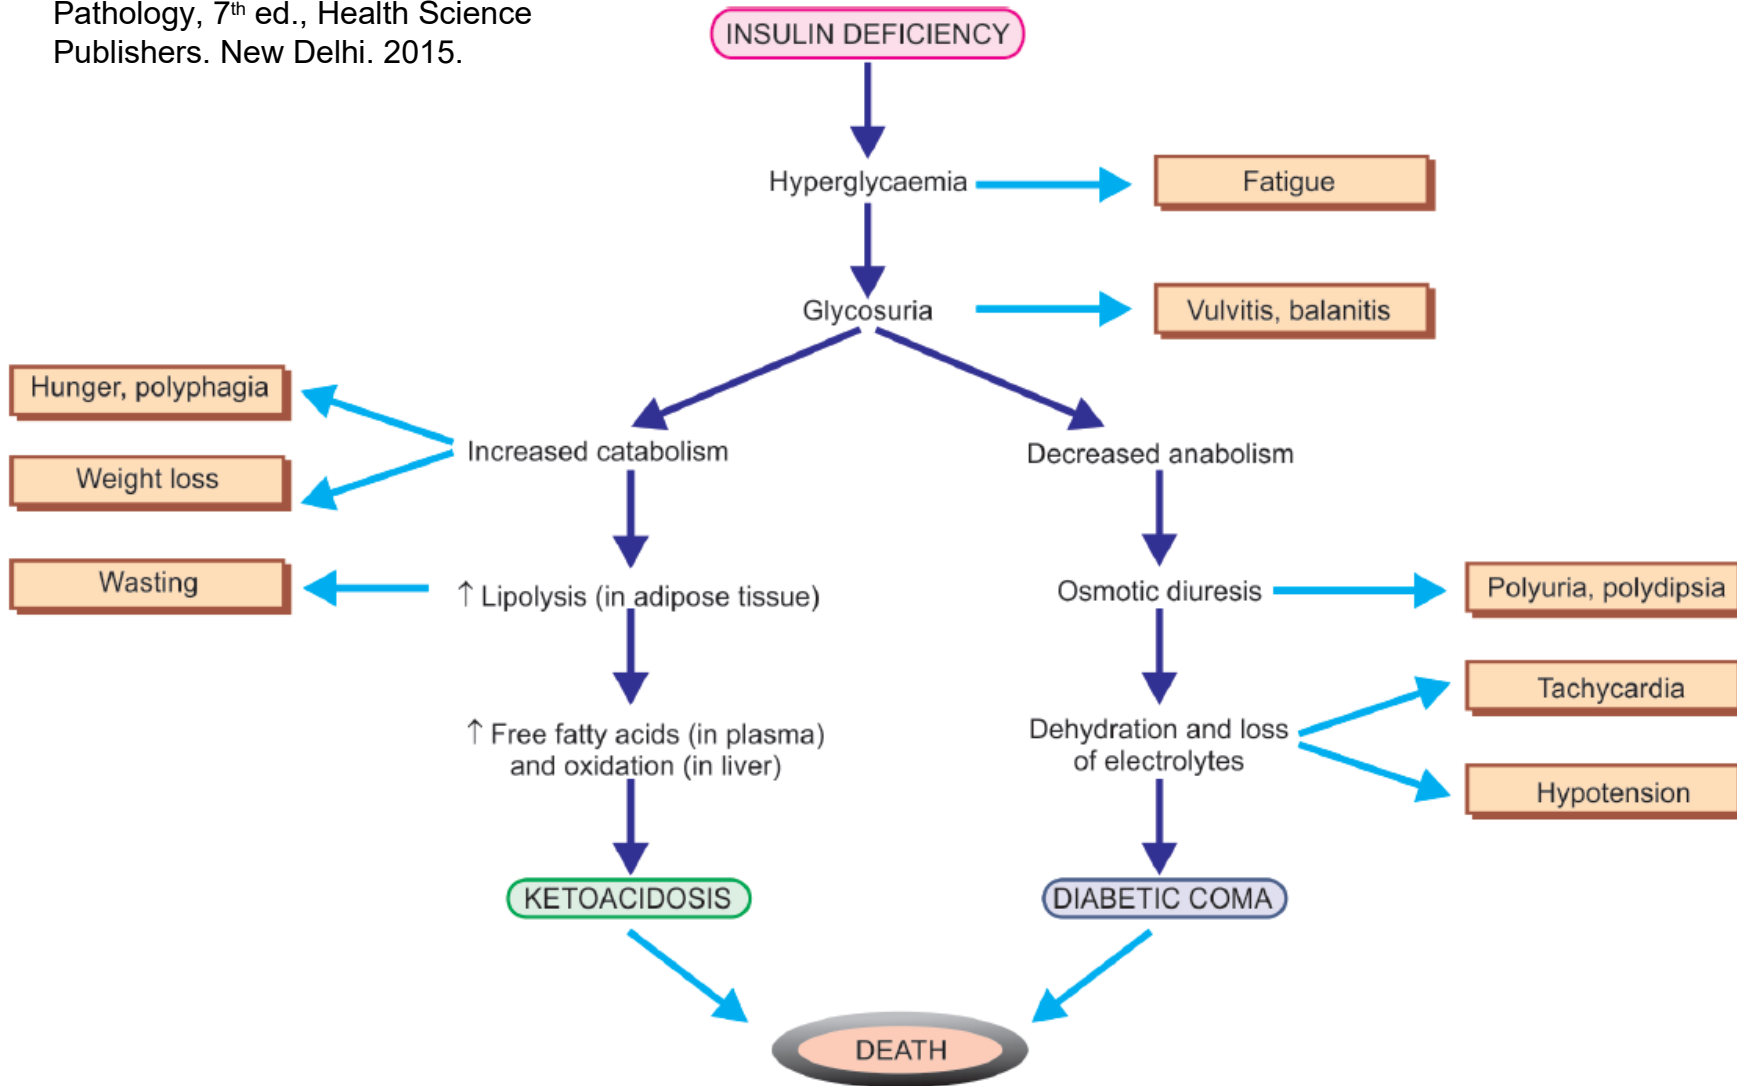 Pathology, 7th ed., Health Science
Publishers. New Delhi. 2015.
INSULIN DEFICIENCY
Hyperglycaemia
Fatigue
Glycosuria
Vulvitis, balanitis
Hunger, polyphagia
Increased catabolism
Decreased anabolism
Weight loss
Wasting
↑ Lipolysis (in adipose tissue)
Osmotic diuresis
Polyuria, polydipsia
Tachycardia
↑ Free fatty acids (in plasma)
and oxidation (in liver)
Dehydration and loss
of electrolytes
Hypotension
KETOACIDOSIS
DIABETIC COMA
DEATH